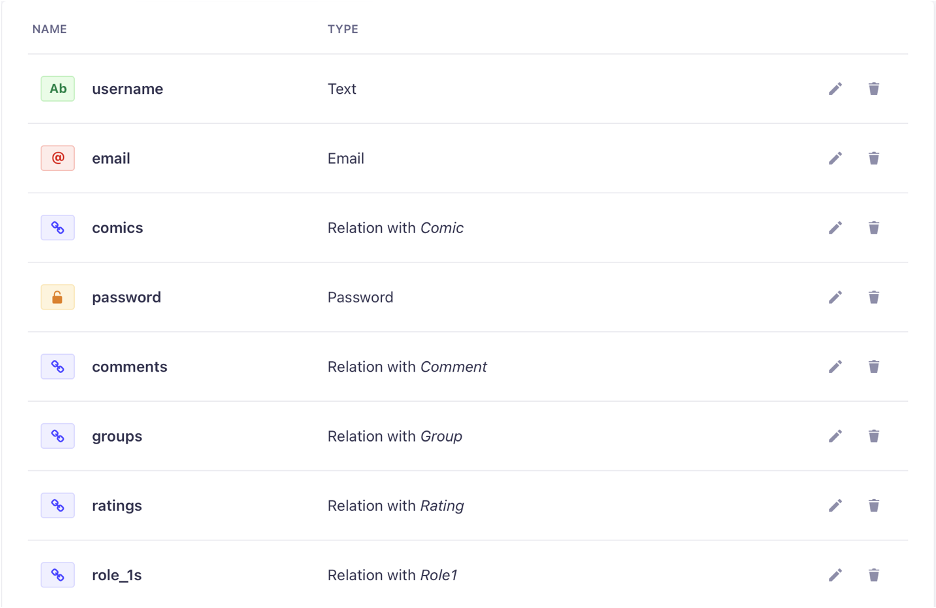 NAME TYPE
Ab username Text
@ email Email
comics Relation with Comic
password Password
comments Relation with Comment
groups Relation with Group
ratings Relation with Rating
role_1s Relation with Role1